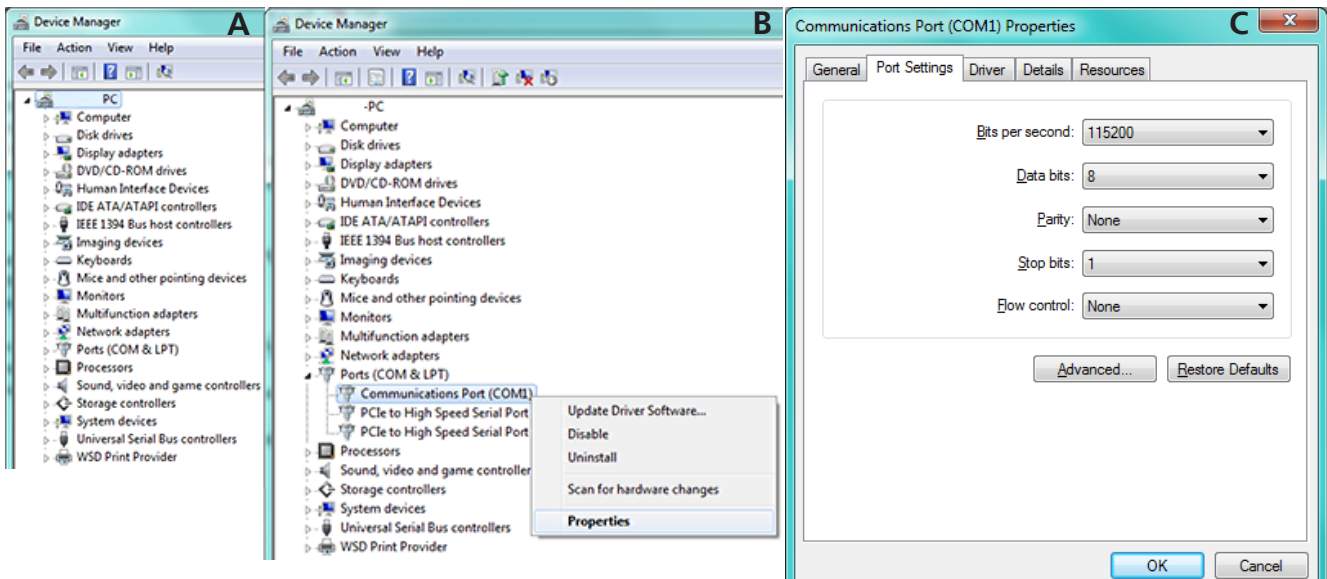 Device Manager
A
File Action View Help
PC
Computer
Disk drives
Display adapters
DVD/CD-ROM drives
Human Interface Devices
IDE ATA/ATAPI controllers
IEEE 1394 Bus host controllers
Imaging devices
Keyboards
Mice and other pointing devices
Monitors
Multifunction adapters
Network adapters
Ports (COM & LPT)
Processors
Sound, video and game controllers
Storage controllers
System devices
Universal Serial Bus controllers
WSD Print Provider
Device Manager
B
File Action View Help
-PC
Computer
Disk drives
Display adapters
DVD/CD-ROM drives
Human Interface Devices
IDE ATA/ATAPI controllers
IEEE 1394 Bus host controllers
Imaging devices
Keyboards
Mice and other pointing devices
Monitors
Multifunction adapters
Network adapters
Ports (COM & LPT)
Communications Port (COM1)
PCIe to High Speed Serial Port
PCIe to High Speed Serial Port
Processors
Sound, video and game controller
Storage controllers
System devices
Universal Serial Bus controllers
WSD Print Provider
Update Driver Software...
Disable
Uninstall
Scan for hardware changes
Properties
Communications Port (COM1) Properties
C
General Port Settings Driver Details Resources
Bits per second: 115200
Data bits: 8
Parity: None
Stop bits: 1
Flow control: None
Advanced... Restore Defaults
OK Cancel